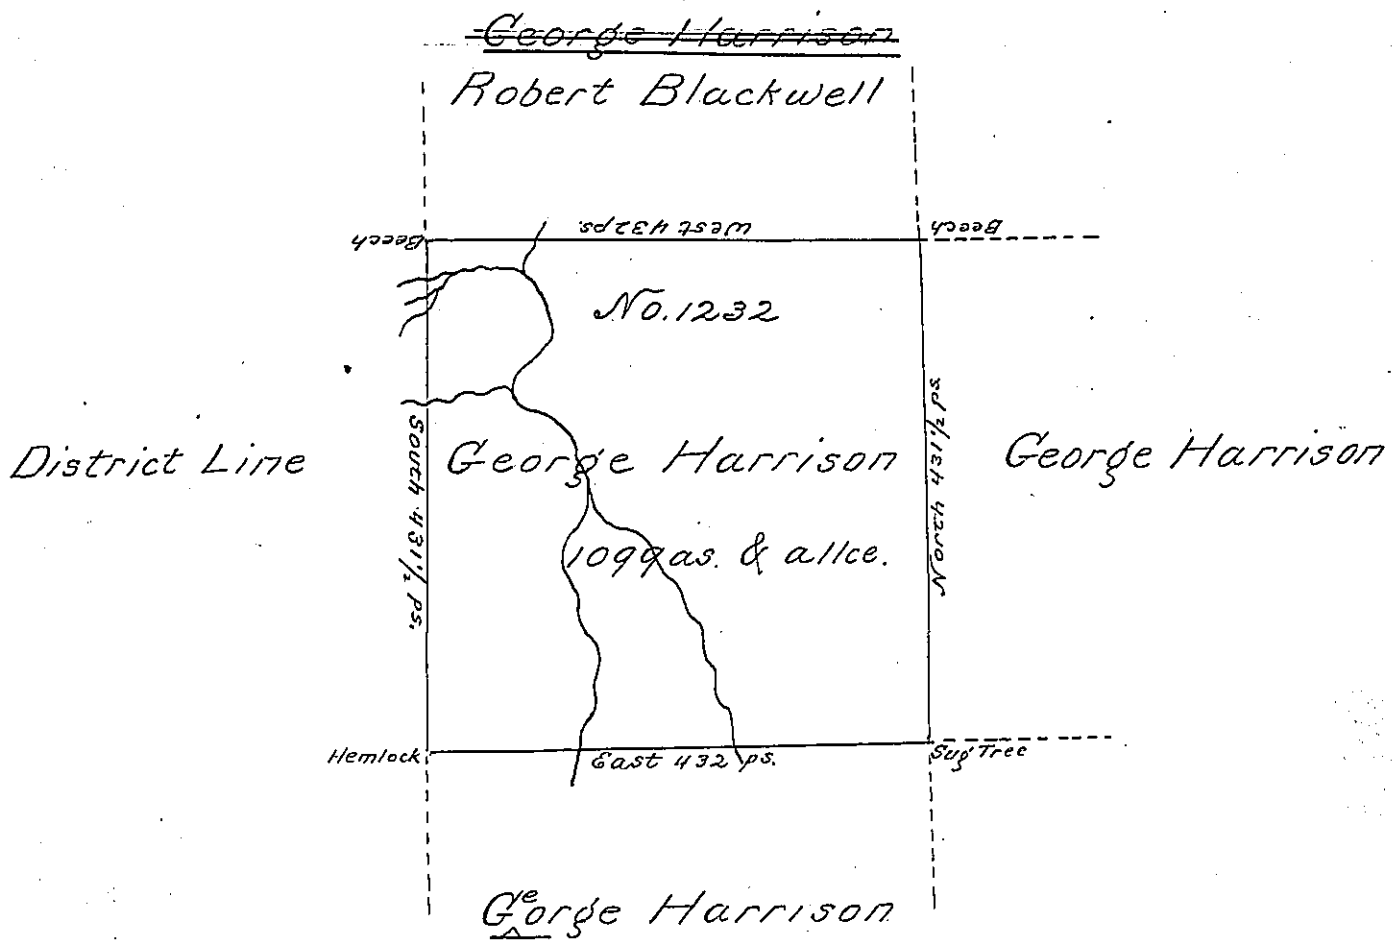 George Harrison
Robert Blackwell
Beech
West 432 ps.
Beech
No. 1232
District Line
South 431½ ps.
George Harrison
North 431½ ps
George Harrison
1099 as. & allce.
Hemlock
East 432 ps.
Sug Tree
George Harrison